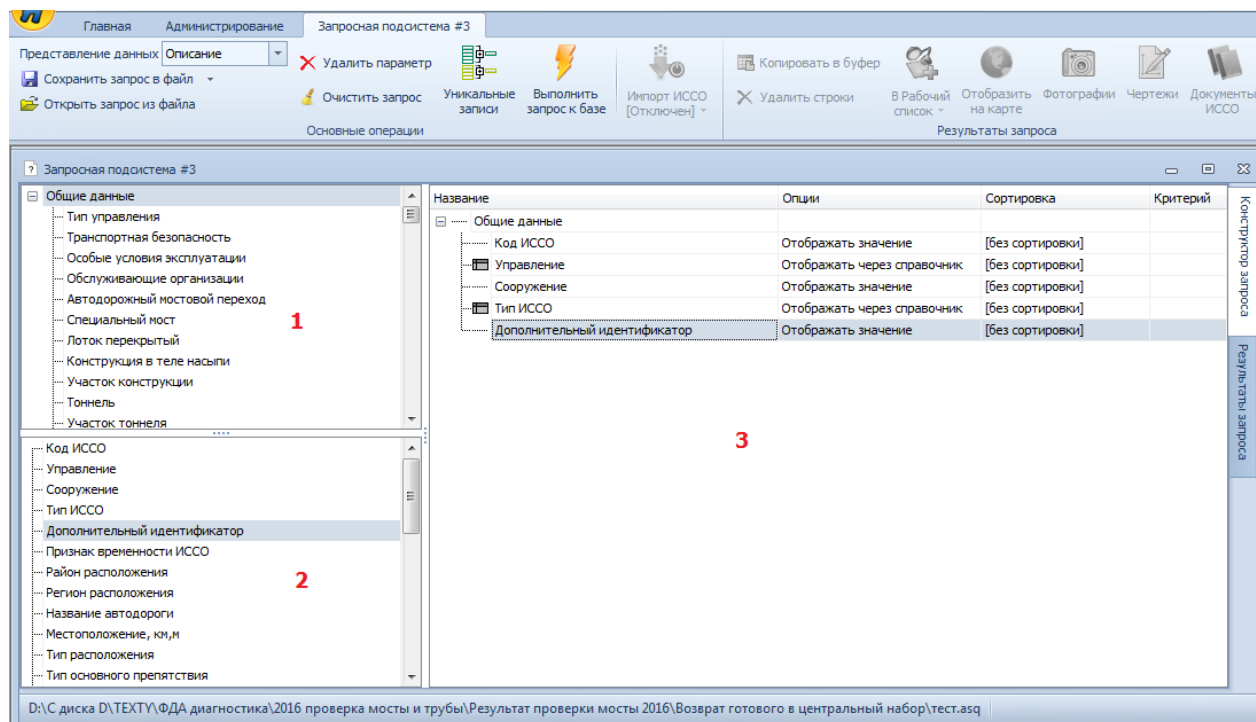 Главная Администрирование Запросная подсистема #3
Представление данных Описание
Сохранить запрос в файл
Открыть запрос из файла
Удалить параметр
Очистить запрос
Уникальные записи
Выполнить запрос к базе
Импорт ИССО [Отключен]
Основные операции
Копировать в буфер
Удалить строки
В Рабочий список
Отобразить на карте
Фотографии
Чертежи
Документы ИССО
Результаты запроса
Запросная подсистема #3
Общие данные
Тип управления
Транспортная безопасность
Особые условия эксплуатации
Обслуживающие организации
Автодорожный мостовой переход
Специальный мост
Лоток перекрытый
Конструкция в теле насыпи
Участок конструкции
Тоннель
Участок тоннеля
1
Код ИССО
Управление
Сооружение
Тип ИССО
Дополнительный идентификатор
Признак временности ИССО
Район расположения
Регион расположения
Название автодороги
Местоположение, км,м
Тип расположения
Тип основного препятствия
2
Название Опции Сортировка Критерий
Общие данные
Код ИССО Отображать значение [без сортировки]
Управление Отображать через справочник [без сортировки]
Сооружение Отображать значение [без сортировки]
Тип ИССО Отображать через справочник [без сортировки]
Дополнительный идентификатор Отображать значение [без сортировки]
3
Конструктор запроса
Результаты запроса
D:\С диска D\TEXTY\ФДА диагностика\2016 проверка мосты и трубы\Результат проверки мосты 2016\Возврат готового в центральный набор\тест.asq